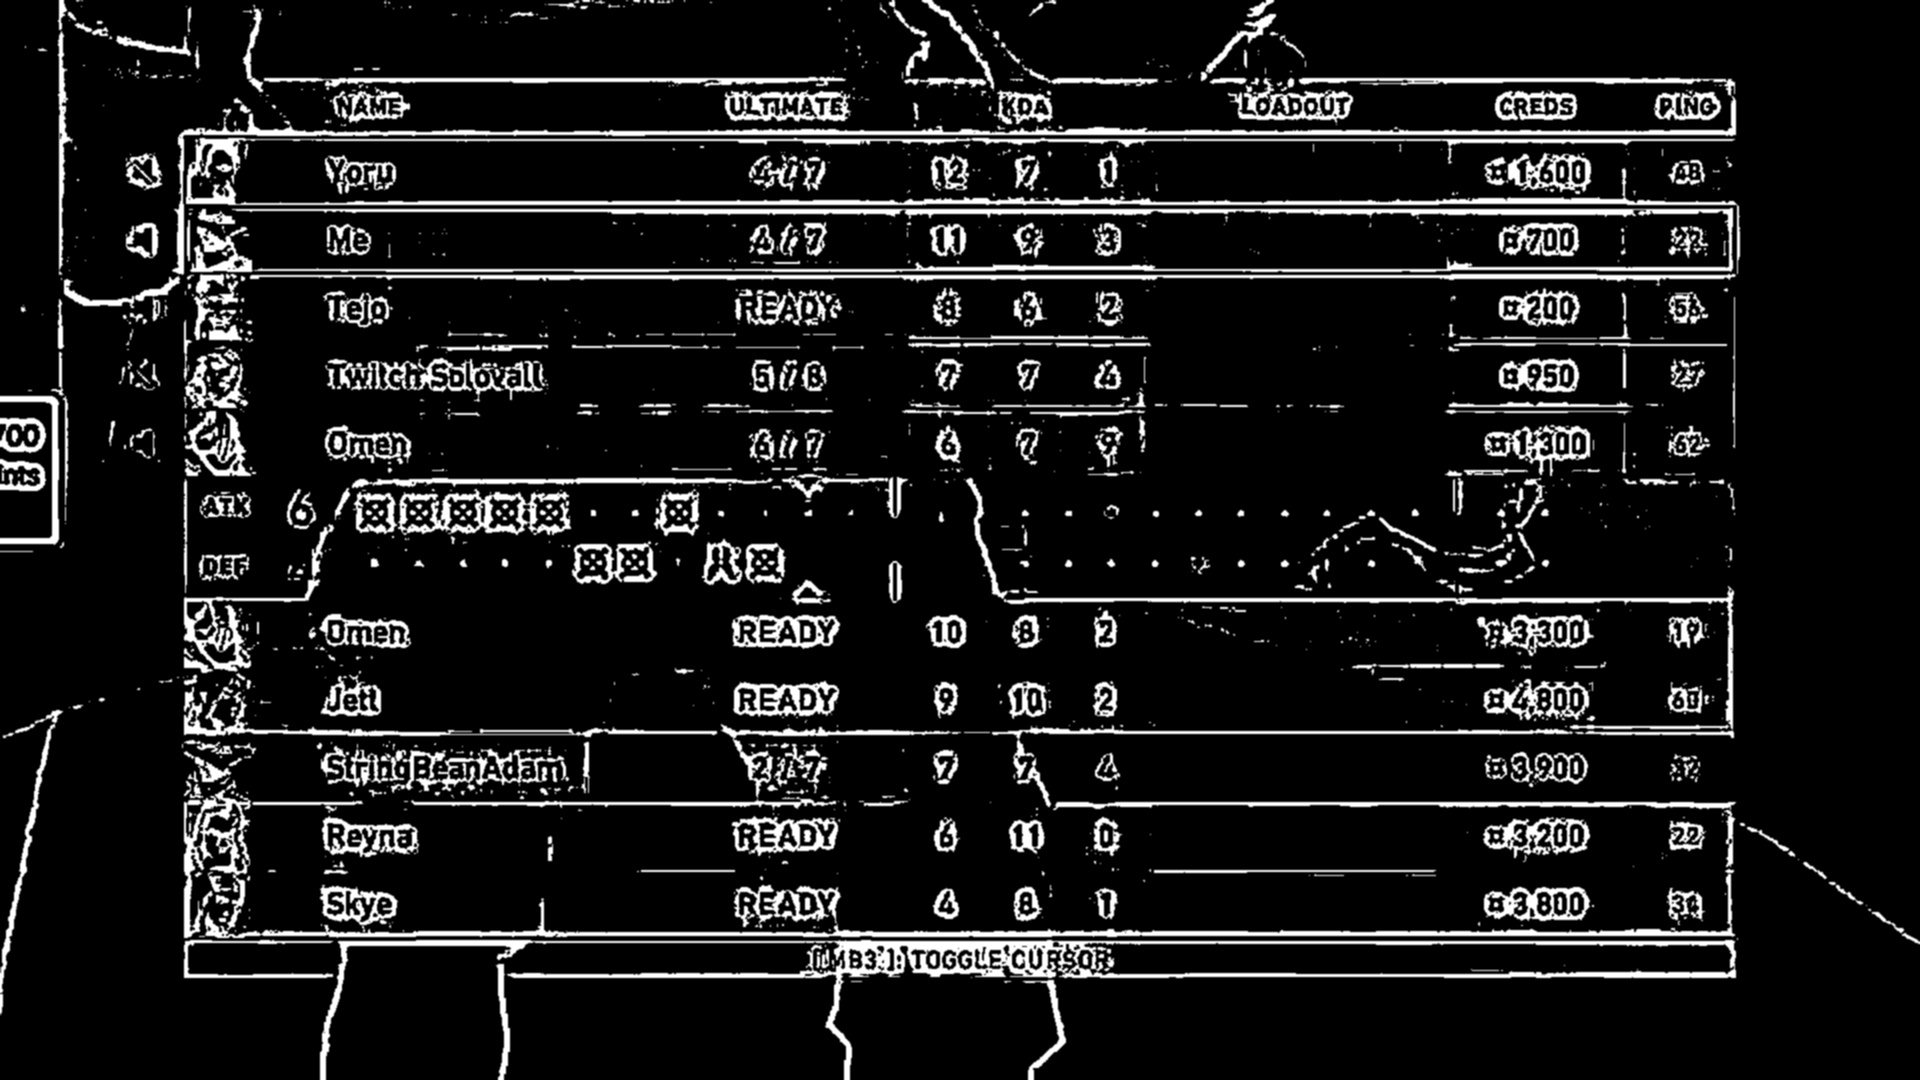 NAME ULTIMATE KDA LOADOUT CREDS PING
Yoru 4 / 7 12 7 1 ¤ 1,600 68
Me 4 / 7 11 9 3 ¤ 700
Tejo READY 8 6 2 ¤ 200
700 Twitch Solovall 5 / 8 7 7 4 ¤ 950 27
Omen 6 / 7 6 7 9 ¤ 1,300 62
ATK 6
DEF
Omen READY 10 8 2 ¤ 3,300 19
Jett READY 9 10 2 ¤ 4,800 60
StringBeanAdam 2 / 7 7 7 4 ¤ 3,900
Reyna READY 6 11 0 ¤ 3,200 22
Skye READY 4 8 1 ¤ 3,800
[ MB3 ]: TOGGLE CURSOR